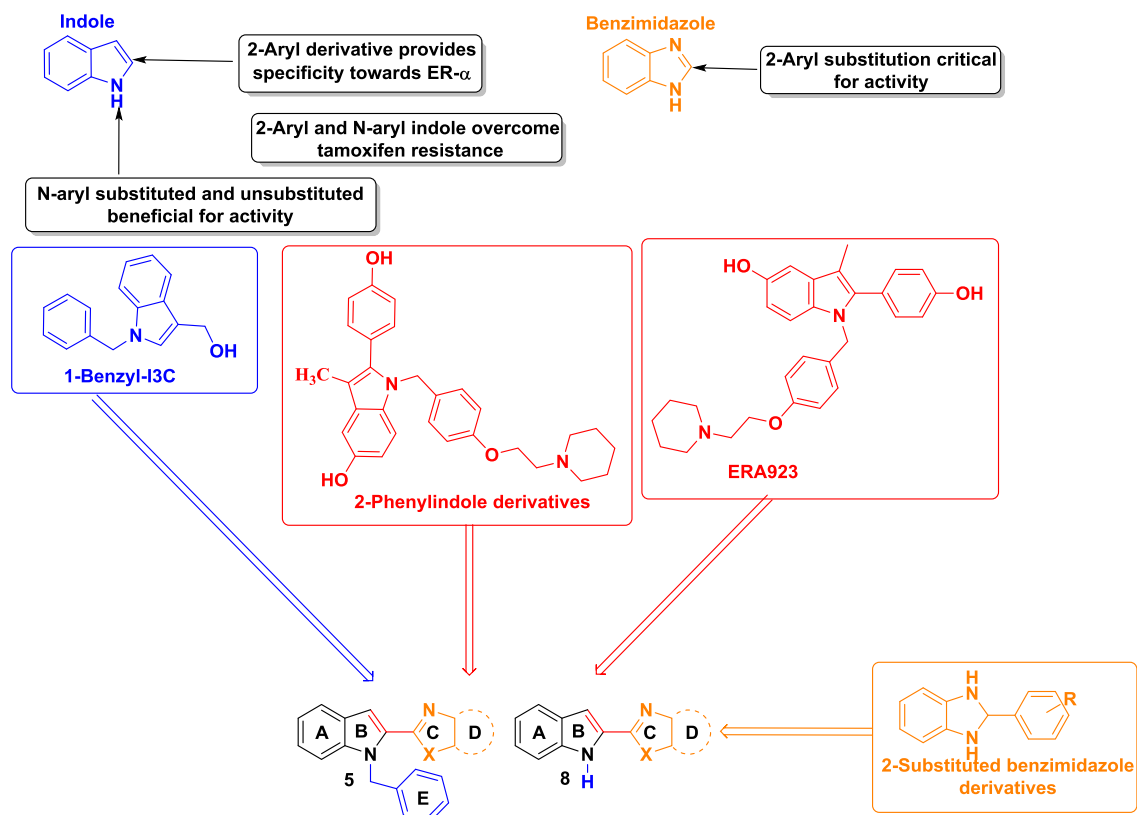 Indole
Benzimidazole
N
H
2-Aryl derivative provides
specificity towards ER-α
N
N
H
2-Aryl substitution critical
for activity
2-Aryl and N-aryl indole overcome
tamoxifen resistance
N-aryl substituted and unsubstituted
beneficial for activity
N
OH
1-Benzyl-I3C
OH
H₃C
N
HO
O
N
2-Phenylindole derivatives
HO
N
OH
O
N
ERA923
A
B
N
N
C
X
D
E
5
A
B
N
H
N
C
X
D
8
H
N
N
H
R
2-Substituted benzimidazole
derivatives